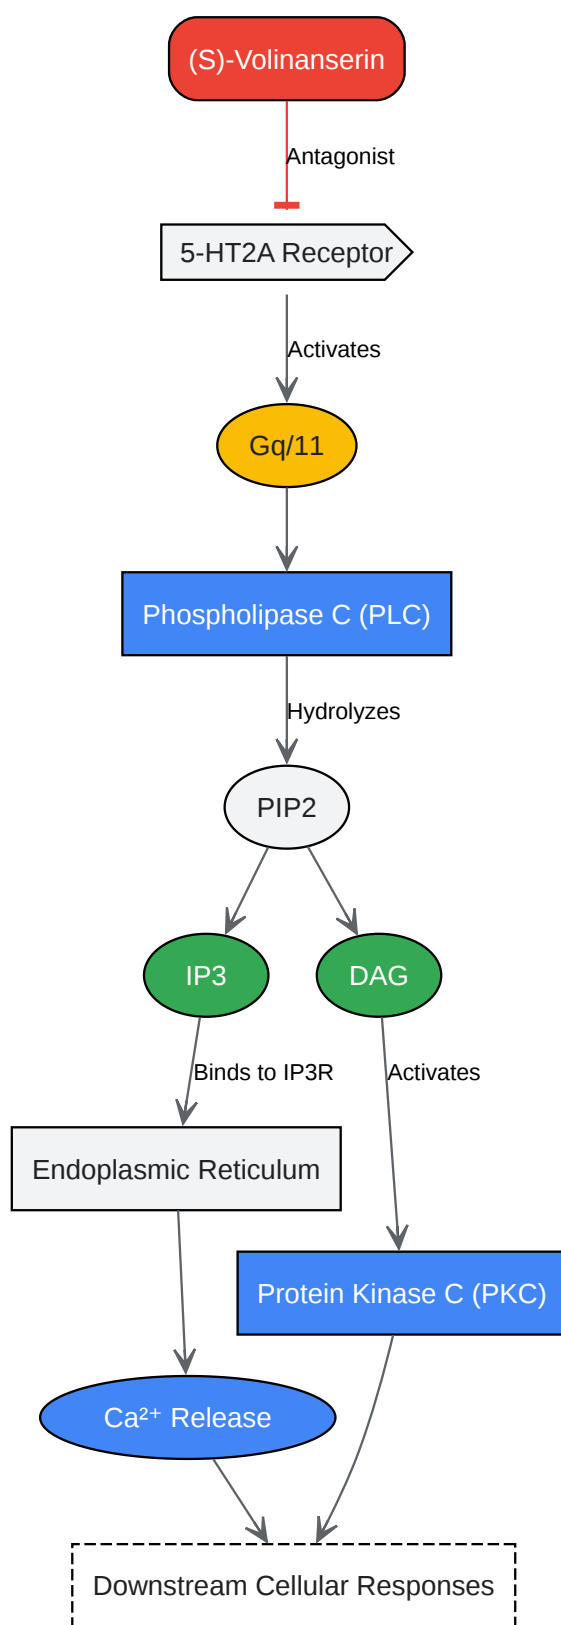 (S)-Volinanserin
Antagonist
5-HT2A Receptor
Activates
Gq/11
Phospholipase C (PLC)
Hydrolyzes
PIP2
IP3
DAG
Binds to IP3R
Activates
Endoplasmic Reticulum
Protein Kinase C (PKC)
Ca²⁺ Release
Downstream Cellular Responses